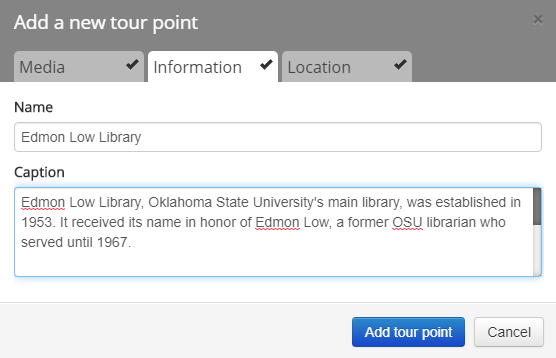 Add a new tour point
×
Media ✔ Information ✔ Location ✔
Name
Edmon Low Library
Caption
Edmon Low Library, Oklahoma State University's main library, was established in
1953. It received its name in honor of Edmon Low, a former OSU librarian who
served until 1967.
Add tour point Cancel